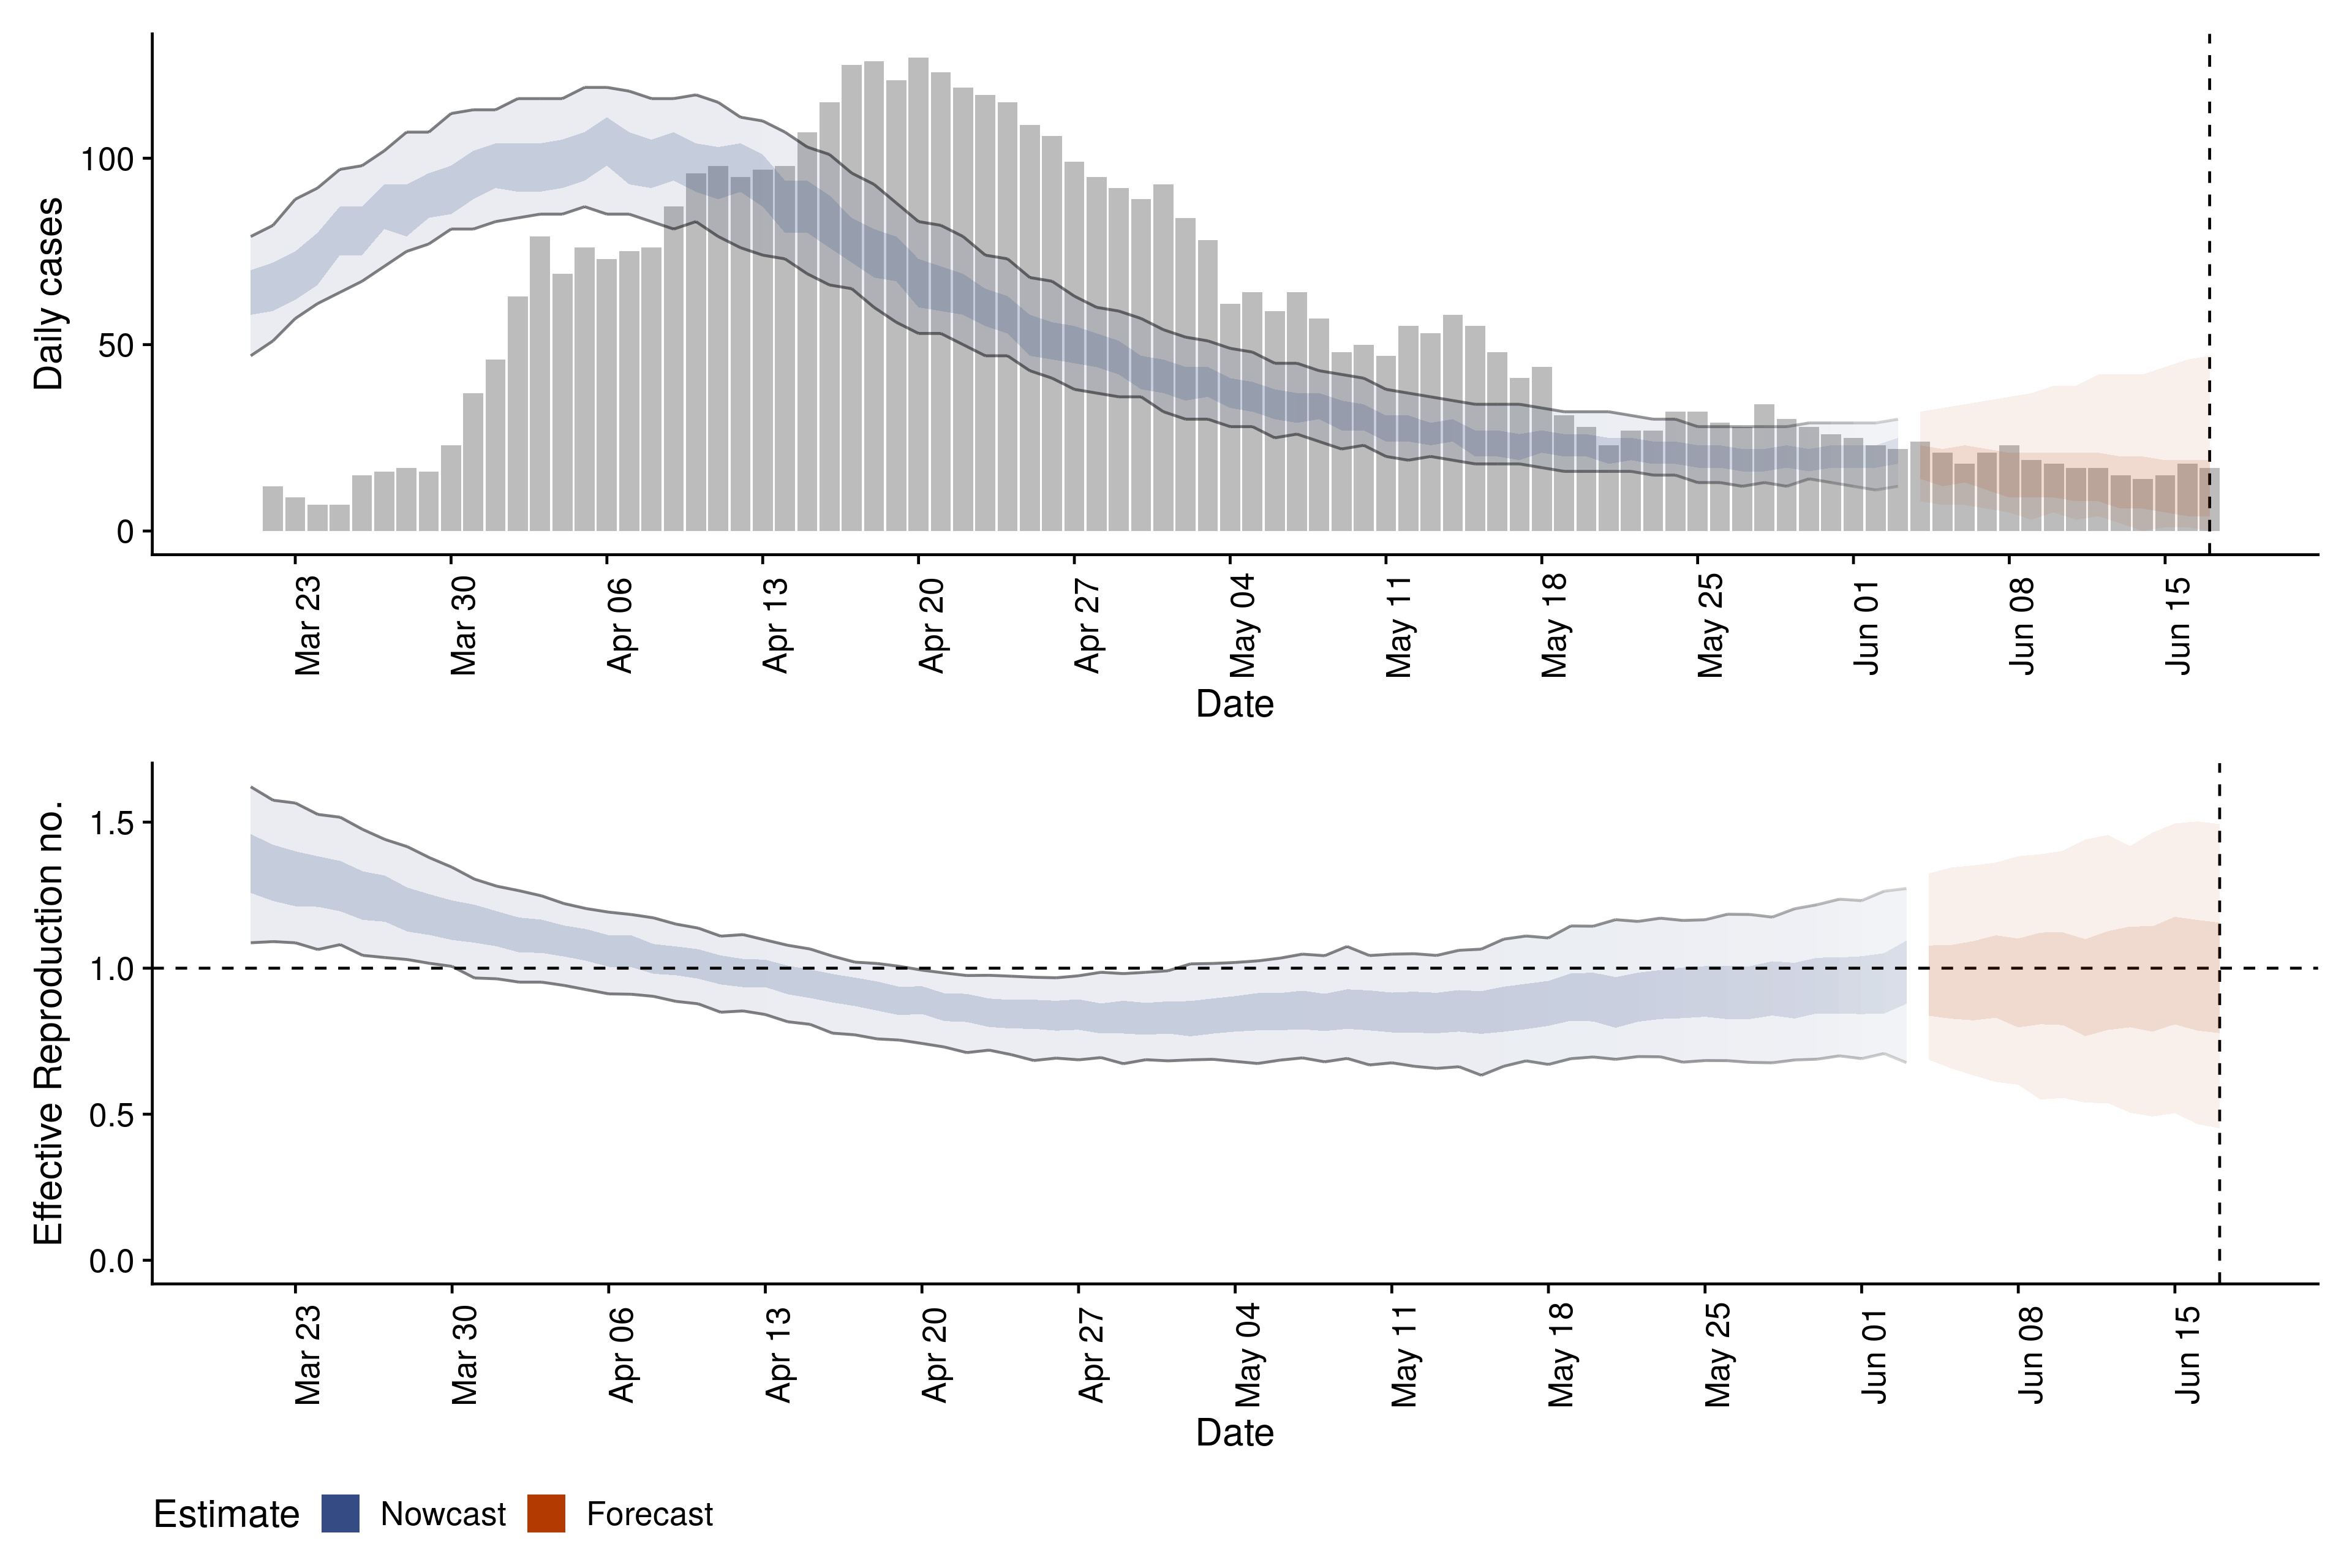 Daily cases
100
50
0
Mar 23
Mar 30
Apr 06
Apr 13
Apr 20
Apr 27
May 04
May 11
May 18
May 25
Jun 01
Jun 08
Jun 15
Date
Effective Reproduction no.
1.5
1.0
0.5
0.0
Mar 23
Mar 30
Apr 06
Apr 13
Apr 20
Apr 27
May 04
May 11
May 18
May 25
Jun 01
Jun 08
Jun 15
Date
Estimate Nowcast Forecast